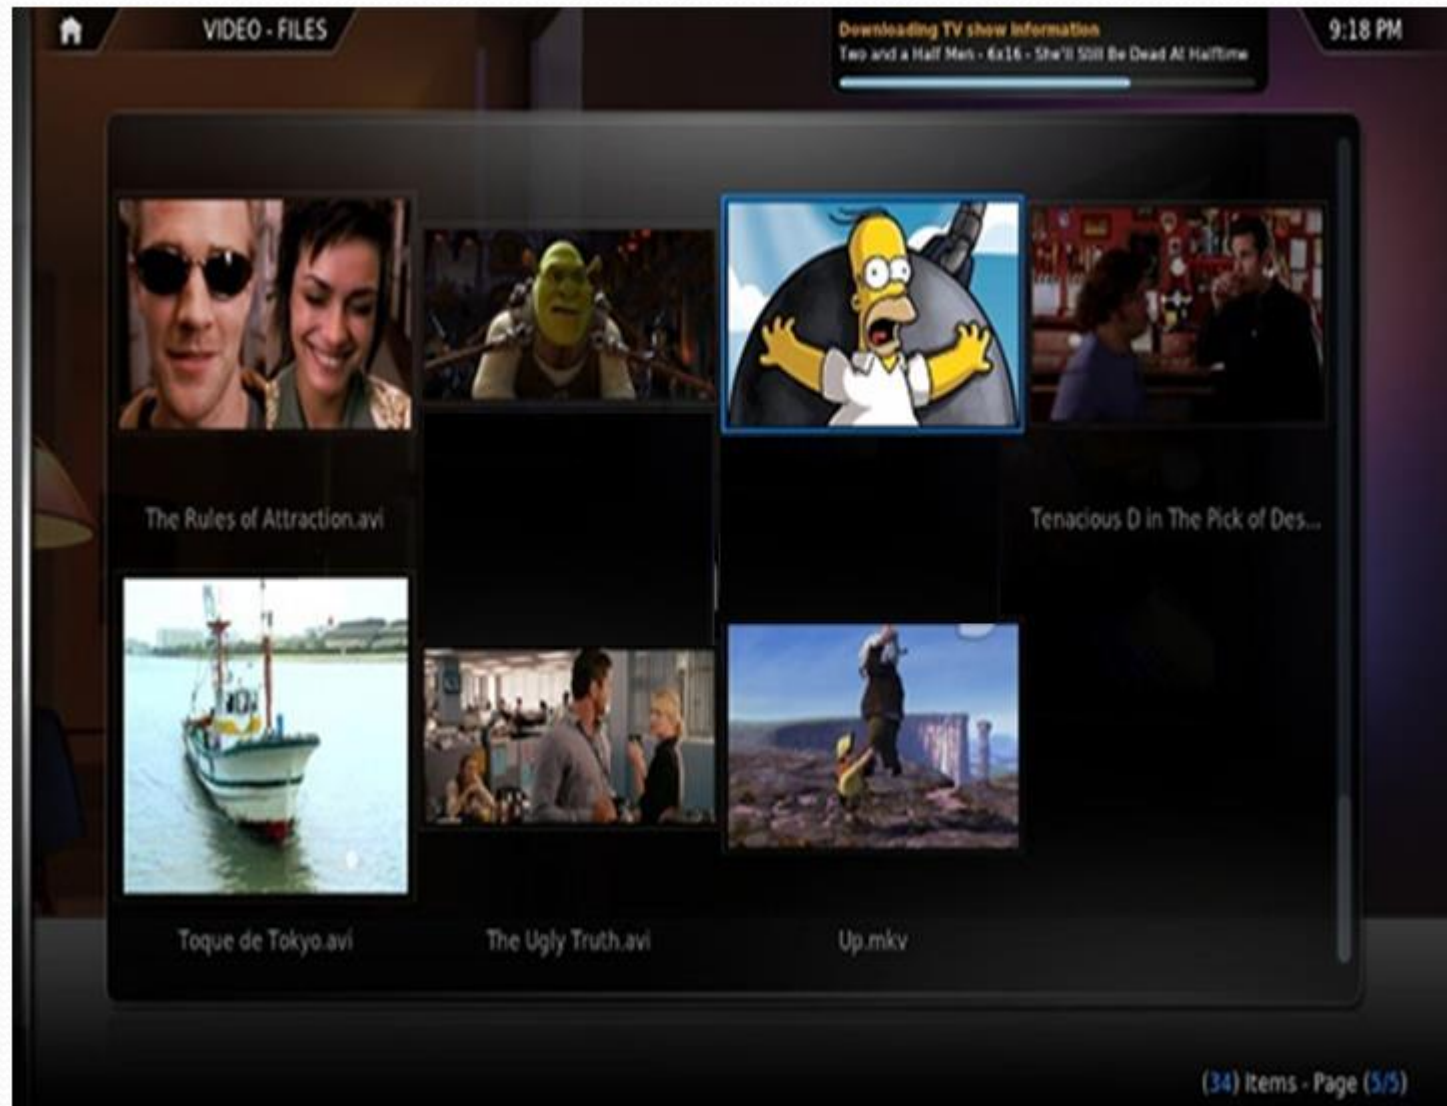 VIDEO - FILES
Downloading TV show information
Two and a Half Men - 6x16 - She'll Still Be Dead At Halftime
9:18 PM
The Rules of Attraction.avi
Tenacious D in The Pick of Des...
Toque de Tokyo.avi
The Ugly Truth.avi
Up.mkv
(34) Items - Page (5/5)